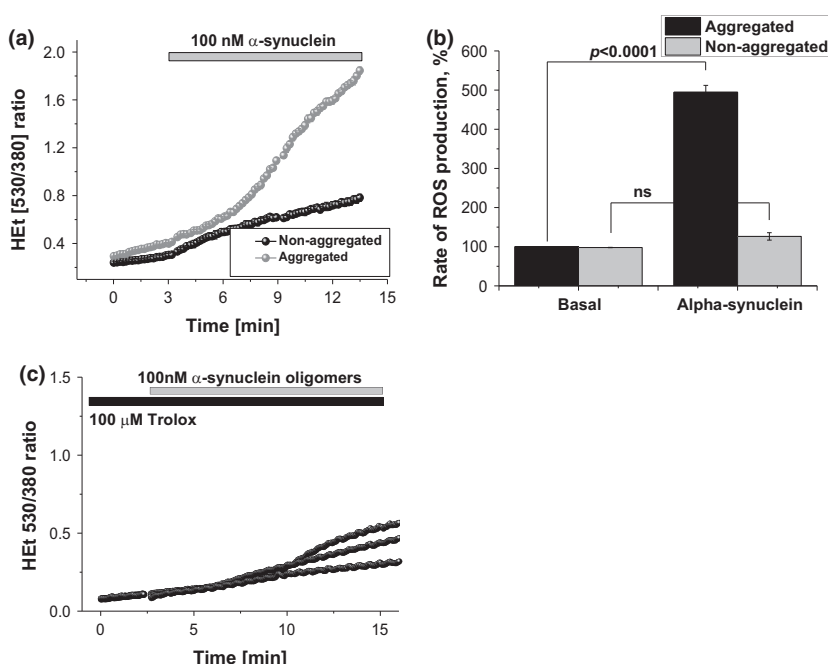 (a)
100 nM α-synuclein
HEt [530/380] ratio
2.0
1.6
1.2
0.8
0.4
Non-aggregated
Aggregated
0 3 6 9 12 15
Time [min]
(b)
Aggregated
Non-aggregated
Rate of ROS production, %
600
500
400
300
200
100
0
p<0.0001
ns
Basal Alpha-synuclein
(c)
100nM α-synuclein oligomers
100 μM Trolox
HEt 530/380 ratio
1.5
1.0
0.5
0.0
0 5 10 15
Time [min]